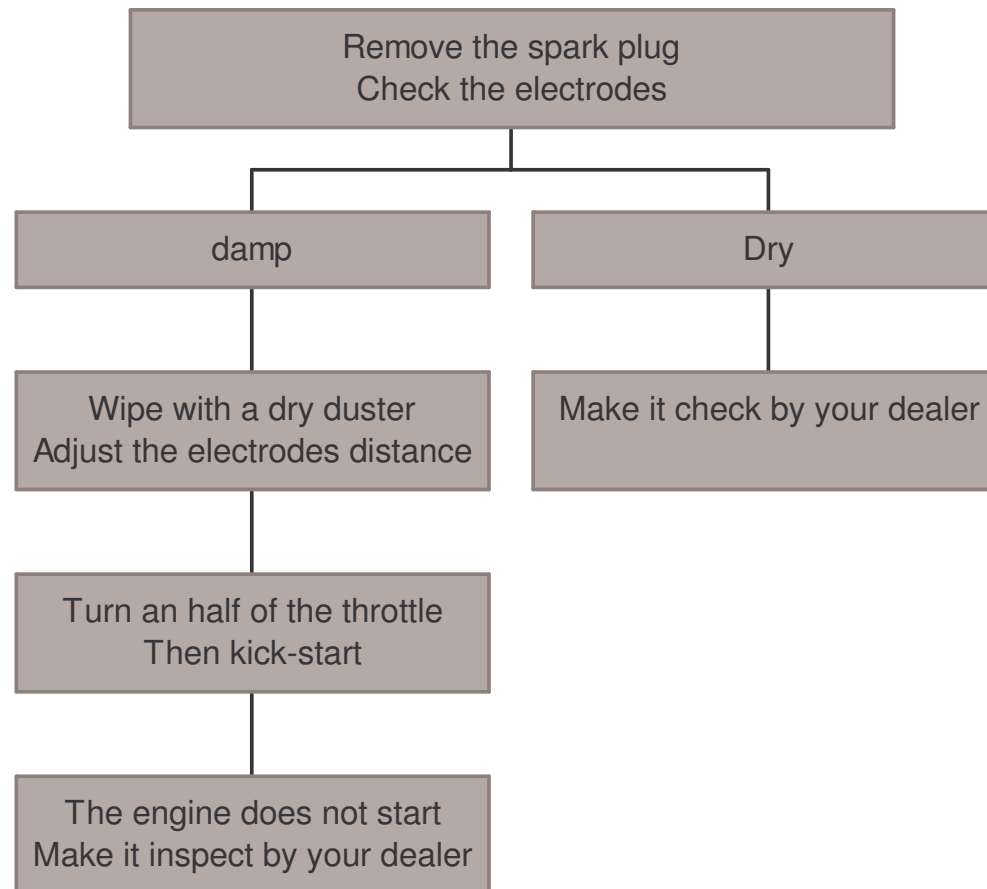 Remove the spark plug
Check the electrodes
damp
Dry
Wipe with a dry duster
Adjust the electrodes distance
Make it check by your dealer
Turn an half of the throttle
Then kick-start
The engine does not start
Make it inspect by your dealer